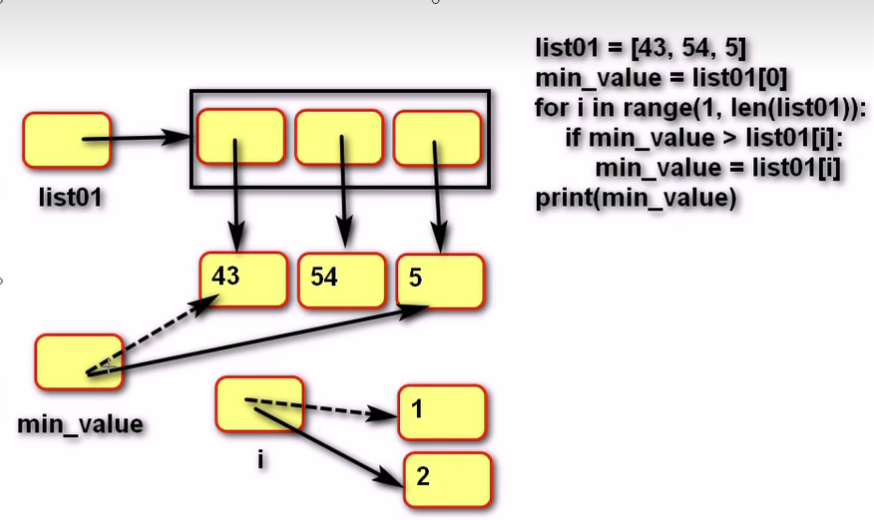 list01 = [43, 54, 5]
min_value = list01[0]
for i in range(1, len(list01)):
if min_value > list01[i]:
min_value = list01[i]
print(min_value)
list01
43
54
5
min_value
i
1
2